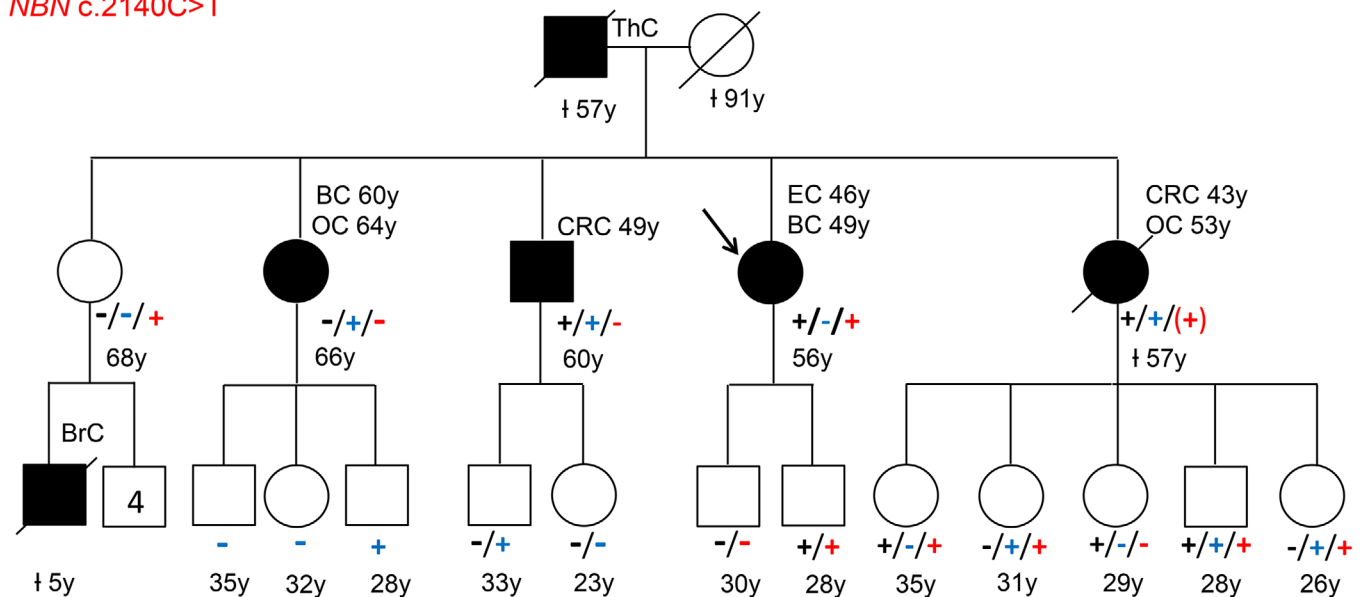 NBN c.2140C>T
ThC
ƚ 57y
ƚ 91y
BC 60y
OC 64y
CRC 49y
EC 46y
BC 49y
CRC 43y
OC 53y
-/-/+
68y
-/+/-
66y
+/+/-
60y
+/-/+
56y
+/+/(+)
ƚ 57y
BrC
4
ƚ 5y
-
35y
-
32y
+
28y
-/+
33y
-/-
23y
-/-
30y
+/+
28y
+/-/+
35y
-/+/+
31y
+/-/-
29y
+/+/+
28y
-/+/+
26y